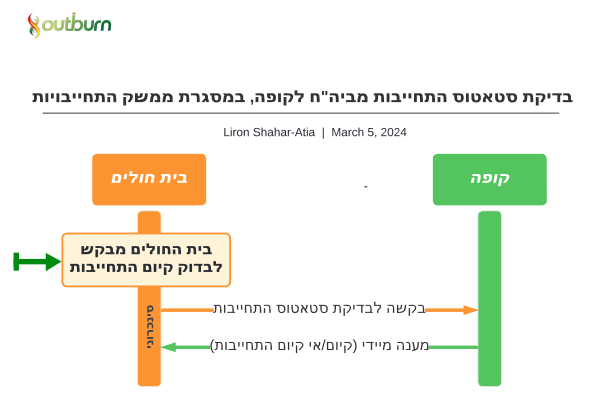 outburn
בדיקת סטאטוס התחייבות מביה"ח לקופה, במסגרת ממשק התחייבויות
Liron Shahar-Atia | March 5, 2024
בית חולים
-
קופה
בית החולים מבקש
לבדוק קיום התחייבות
בקשה לבדיקת סטאטוס התחייבות
סינכרוני
מענה מיידי (קיום/אי קיום התחייבות)